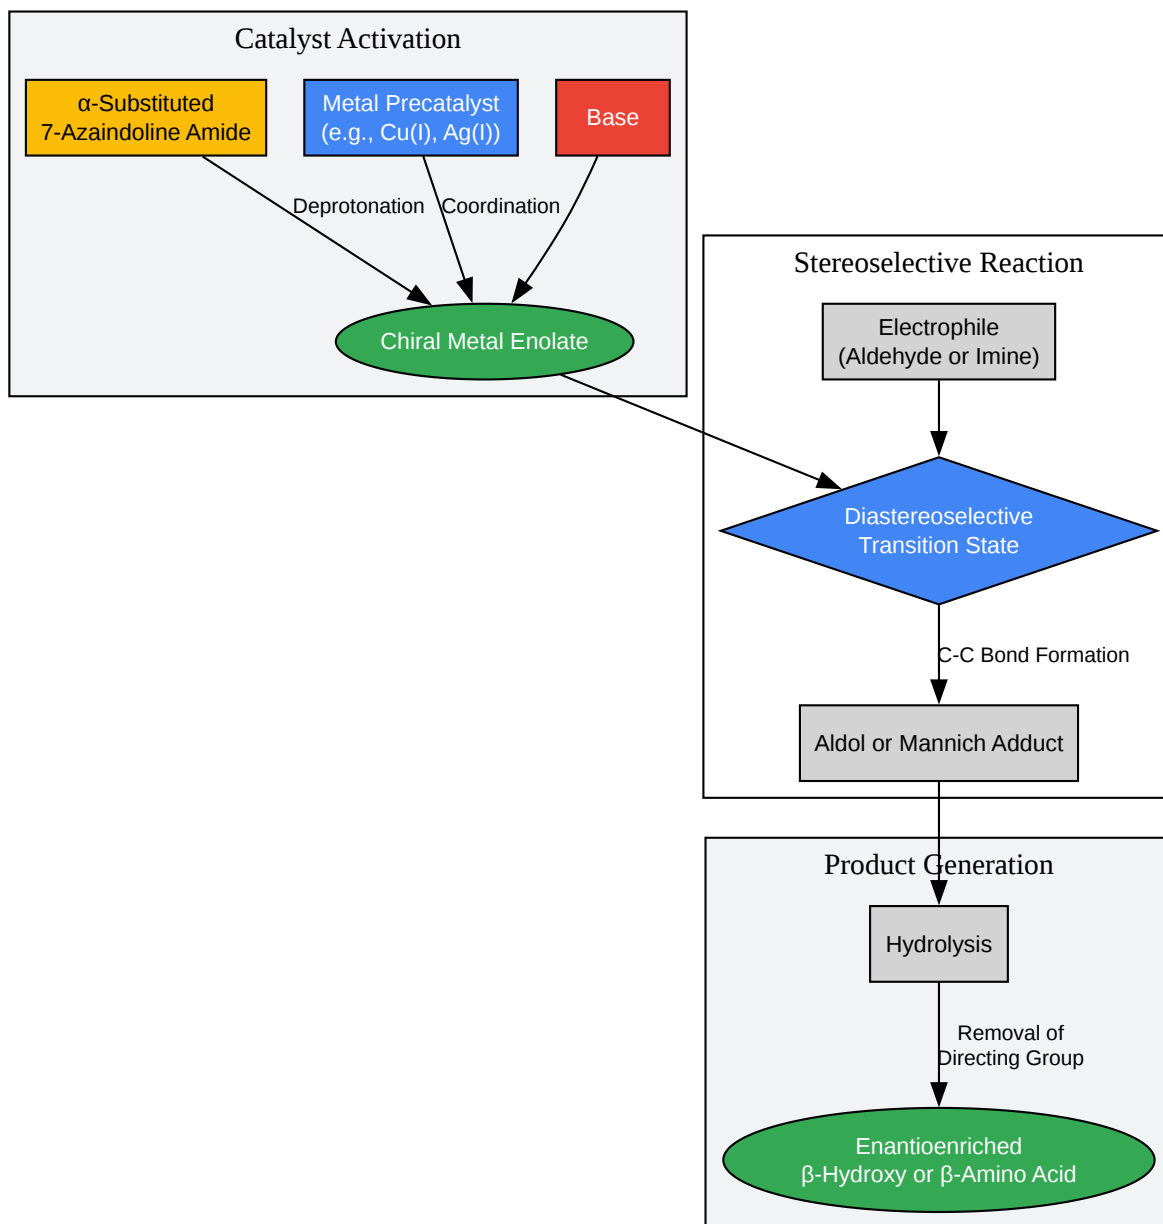 Catalyst Activation
α-Substituted
7-Azaindoline Amide
Metal Precatalyst
(e.g., Cu(I), Ag(I))
Base
Deprotonation
Coordination
Chiral Metal Enolate
Stereoselective Reaction
Electrophile
(Aldehyde or Imine)
Diastereoselective
Transition State
C-C Bond Formation
Aldol or Mannich Adduct
Product Generation
Hydrolysis
Removal of
Directing Group
Enantioenriched
β-Hydroxy or β-Amino Acid